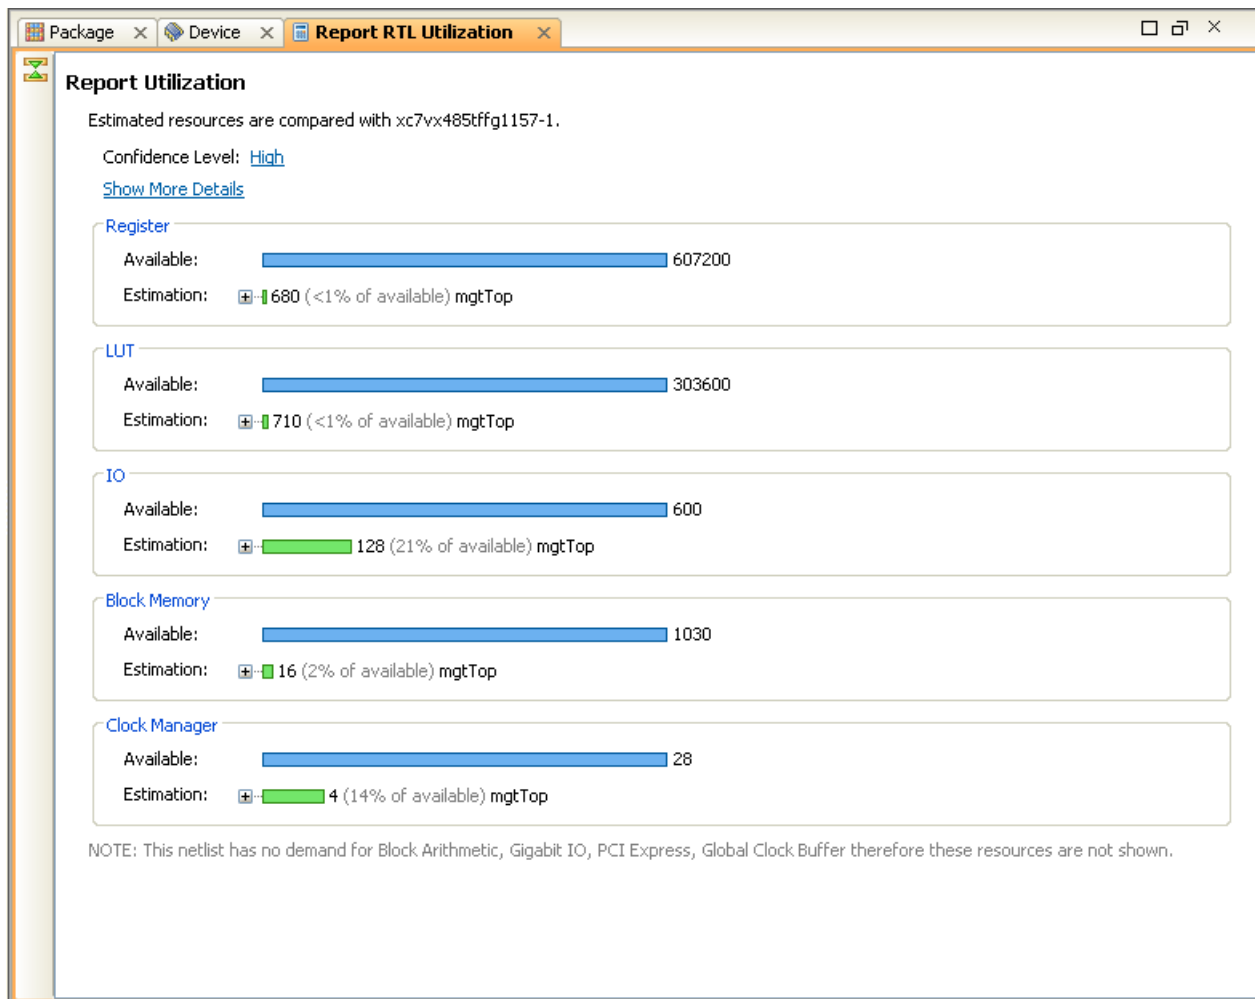 Package Device Report RTL Utilization
Report Utilization
Estimated resources are compared with xc7vx485tffg1157-1.
Confidence Level: High
Show More Details
Register
Available: 607200
Estimation: 680 (<1% of available) mgtTop
LUT
Available: 303600
Estimation: 710 (<1% of available) mgtTop
IO
Available: 600
Estimation: 128 (21% of available) mgtTop
Block Memory
Available: 1030
Estimation: 16 (2% of available) mgtTop
Clock Manager
Available: 28
Estimation: 4 (14% of available) mgtTop
NOTE: This netlist has no demand for Block Arithmetic, Gigabit IO, PCI Express, Global Clock Buffer therefore these resources are not shown.